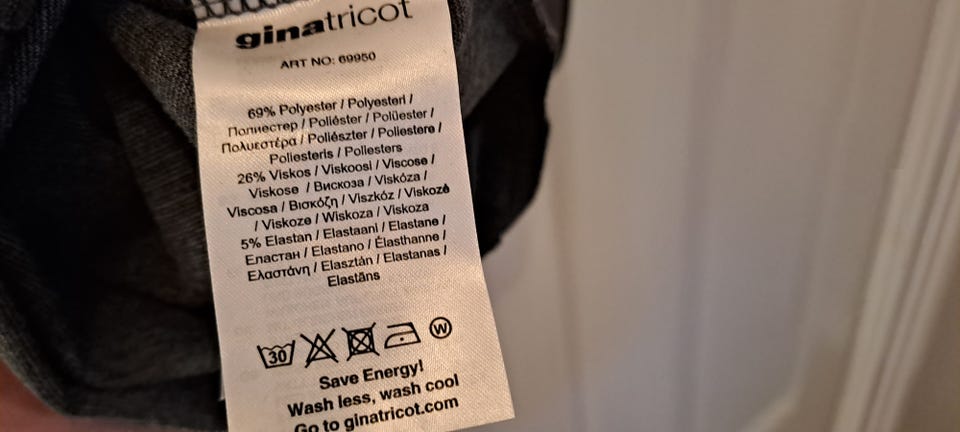 ginatricot
ART NO: 69950
69% Polyester / Polyesteri /
Полиестер / Poliéster / Polüester /
Πολυεστέρα / Poliészter / Poliestere /
Poliesteris / Poliesters
26% Viskos / Viskoosi / Viscose /
Viskose / Вискоза / Viskóza /
Viscosa / Βισκόζη / Viszkóz / Viskozė
/ Viskoze / Wiskoza / Viskoza
5% Elastan / Elastaani / Elastane /
Еластан / Elastano / Élasthanne /
Ελαστάνη / Elasztán / Elastanas /
Elastāns
30 W
Save Energy!
Wash less, wash cool
Go to ginatricot.com